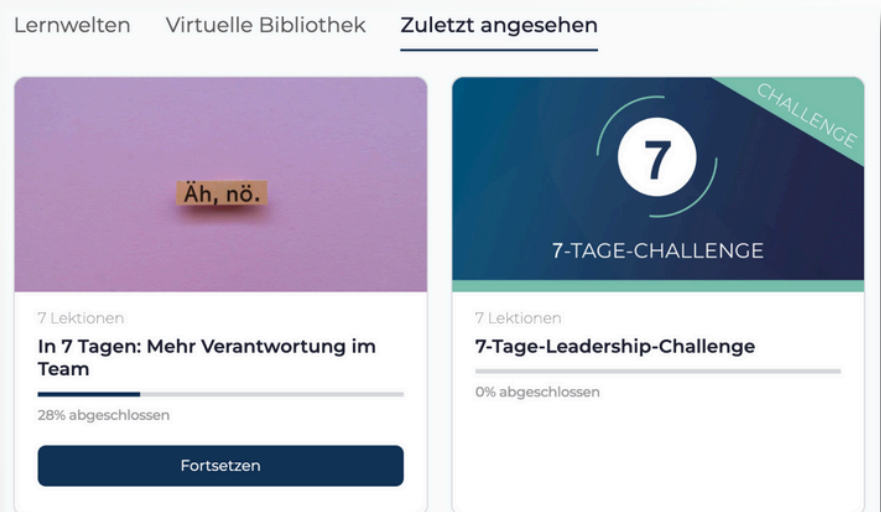 Lernwelten Virtuelle Bibliothek Zuletzt angesehen
Äh, nö.
7 Lektionen
In 7 Tagen: Mehr Verantwortung im
Team
28% abgeschlossen
Fortsetzen
CHALLENGE
7
7-TAGE-CHALLENGE
7 Lektionen
7-Tage-Leadership-Challenge
0% abgeschlossen